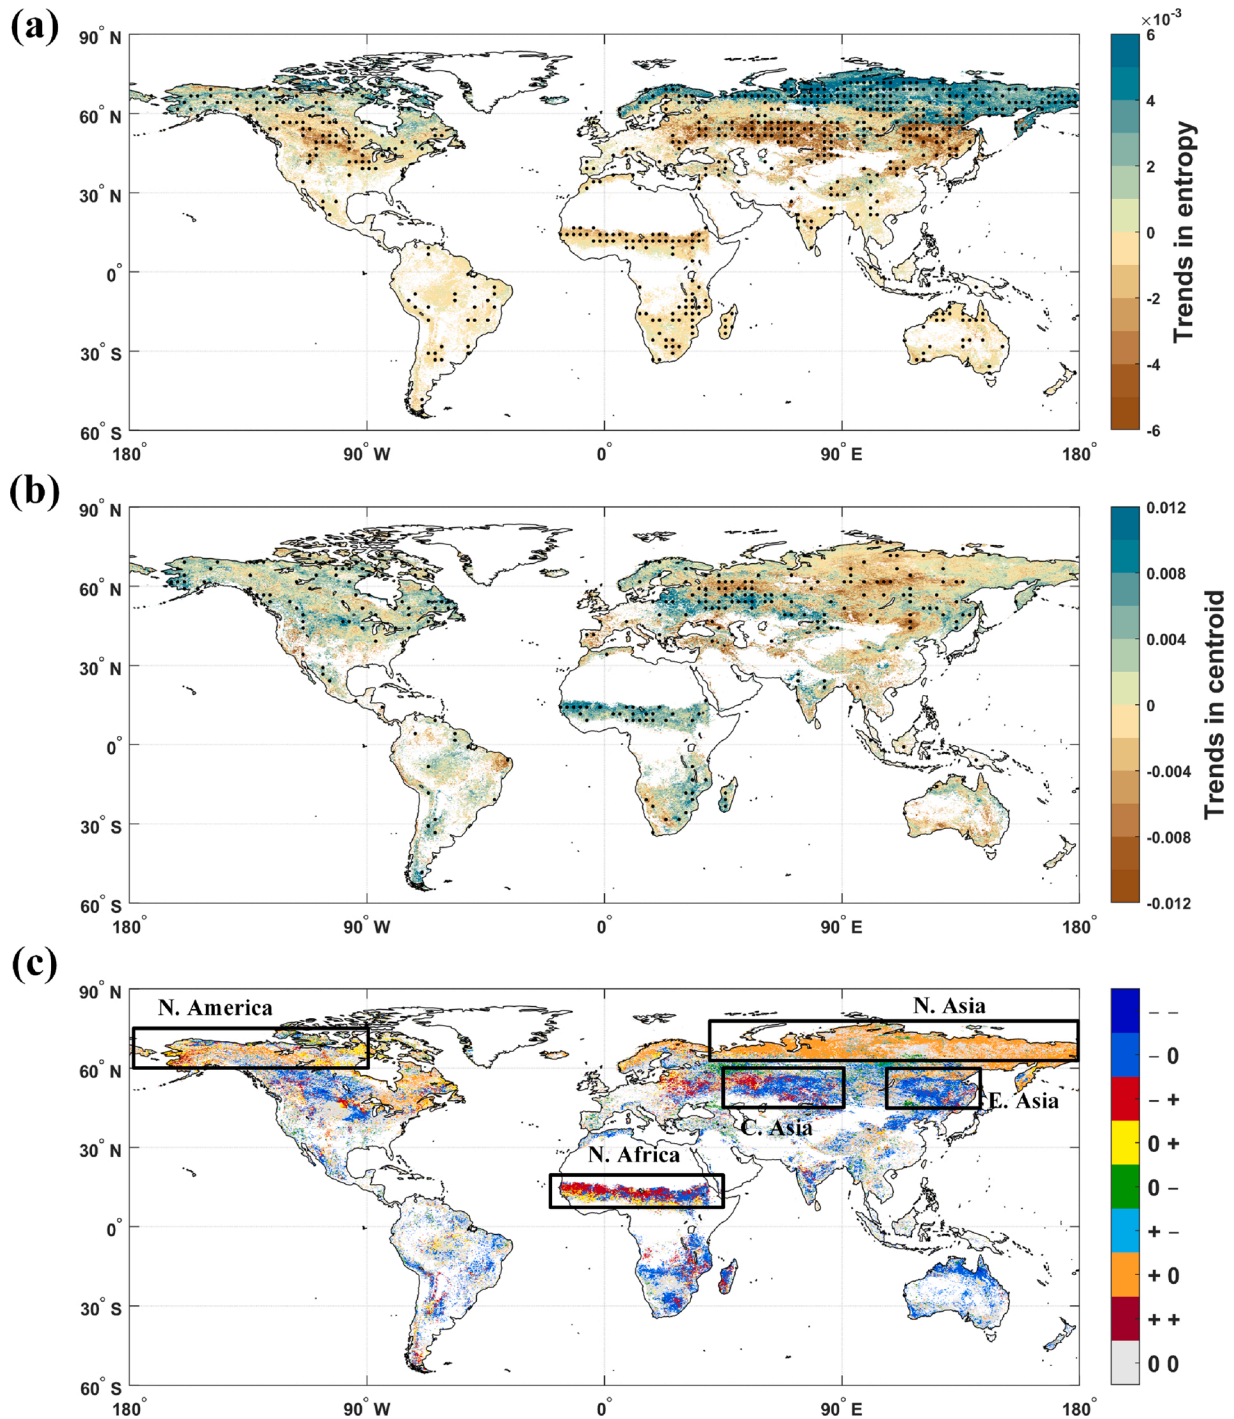 (a)
×10⁻³
90° N
60° N
30° N
0°
30° S
60° S
180°
90° W
0°
90° E
180°
6
4
2
0
-2
-4
-6
Trends in entropy
(b)
90° N
60° N
30° N
0°
30° S
60° S
180°
90° W
0°
90° E
180°
0.012
0.008
0.004
0
-0.004
-0.008
-0.012
Trends in centroid
(c)
90° N
60° N
30° N
0°
30° S
60° S
180°
90° W
0°
90° E
180°
N. America
N. Asia
E. Asia
C. Asia
N. Africa
− −
− 0
− +
0 +
0 −
+ −
+ 0
+ +
0 0